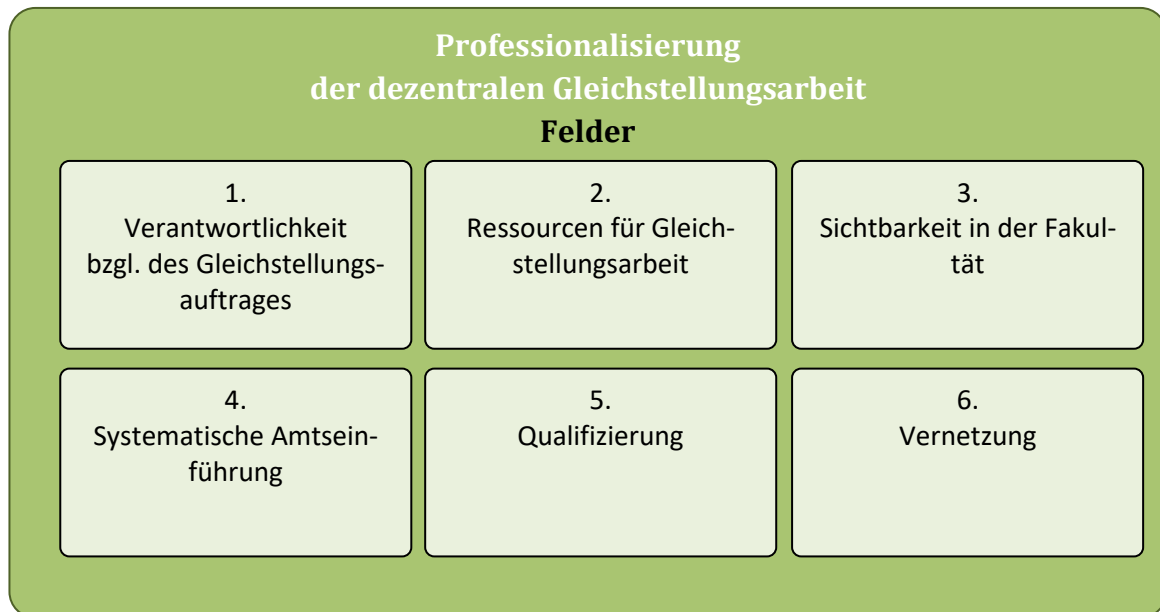 Professionalisierung
der dezentralen Gleichstellungsarbeit
Felder
1.
Verantwortlichkeit
bzgl. des Gleichstellungs-
auftrages
2.
Ressourcen für Gleich-
stellungsarbeit
3.
Sichtbarkeit in der Fakul-
tät
4.
Systematische Amtsein-
führung
5.
Qualifizierung
6.
Vernetzung